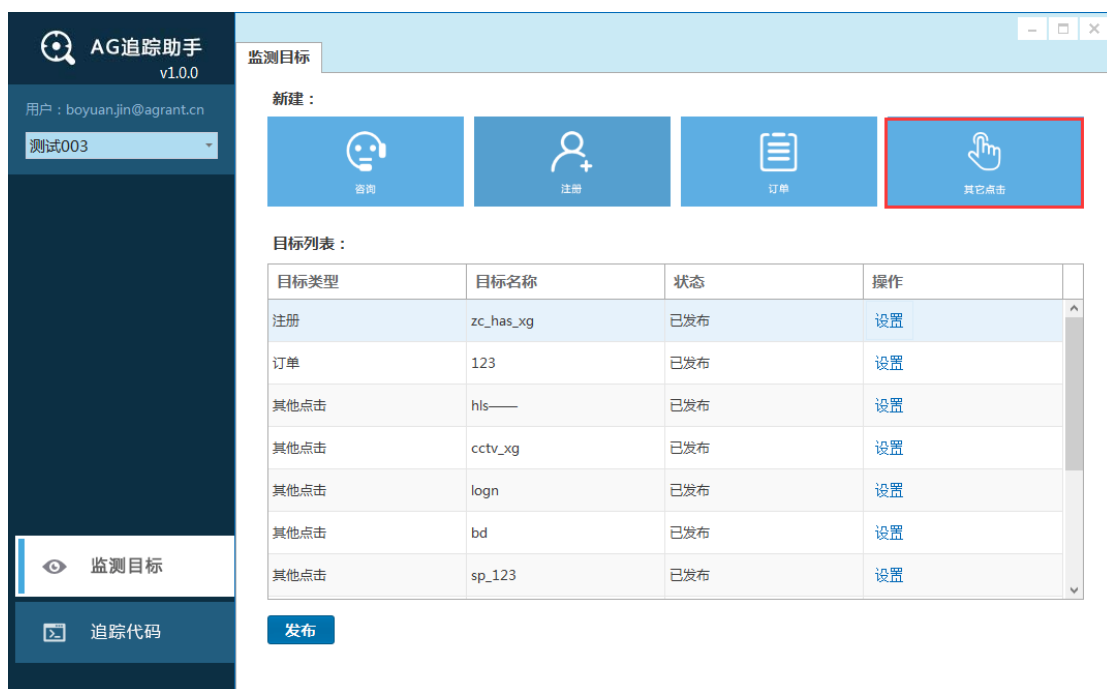 AG追踪助手
v1.0.0
用户：boyuan.jin@agrant.cn
测试003
监测目标
追踪代码
监测目标
新建：
咨询
注册
订单
其它点击
目标列表：
目标类型 目标名称 状态 操作
注册 zc_has_xg 已发布 设置
订单 123 已发布 设置
其他点击 hls—— 已发布 设置
其他点击 cctv_xg 已发布 设置
其他点击 logn 已发布 设置
其他点击 bd 已发布 设置
其他点击 sp_123 已发布 设置
发布